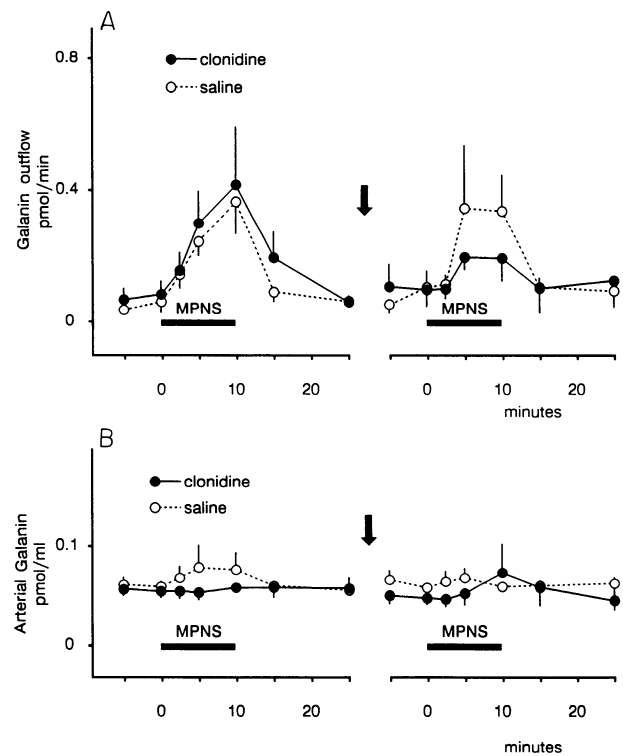 A
0.8
clonidine
saline
Galanin outflow
pmol/min
0.4
0
MPNS
MPNS
0 10 20 0 10 20
minutes
B
clonidine
saline
Arterial Galanin
pmol/ml
0.1
0
MPNS
MPNS
0 10 20 0 10 20
minutes